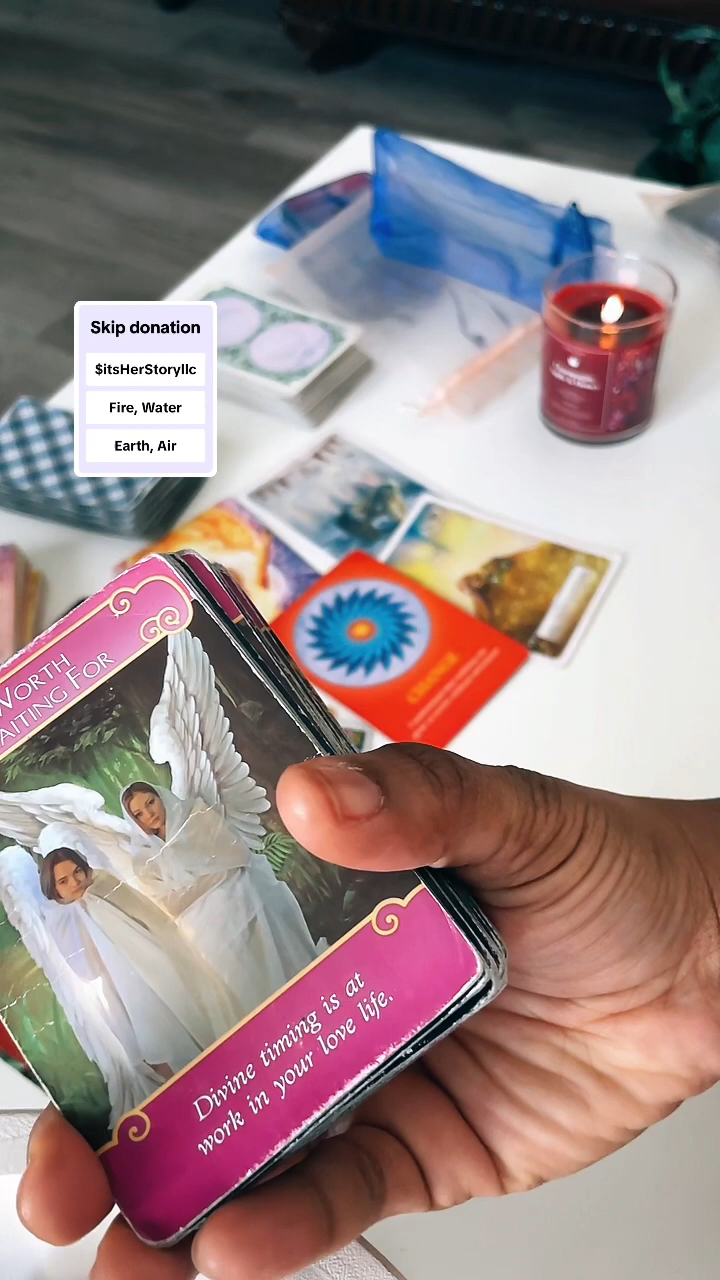 Skip donation
$itsHerStoryllc
Fire, Water
Earth, Air
CHANGE
WORTH
WAITING FOR
Divine timing is at
work in your love life.